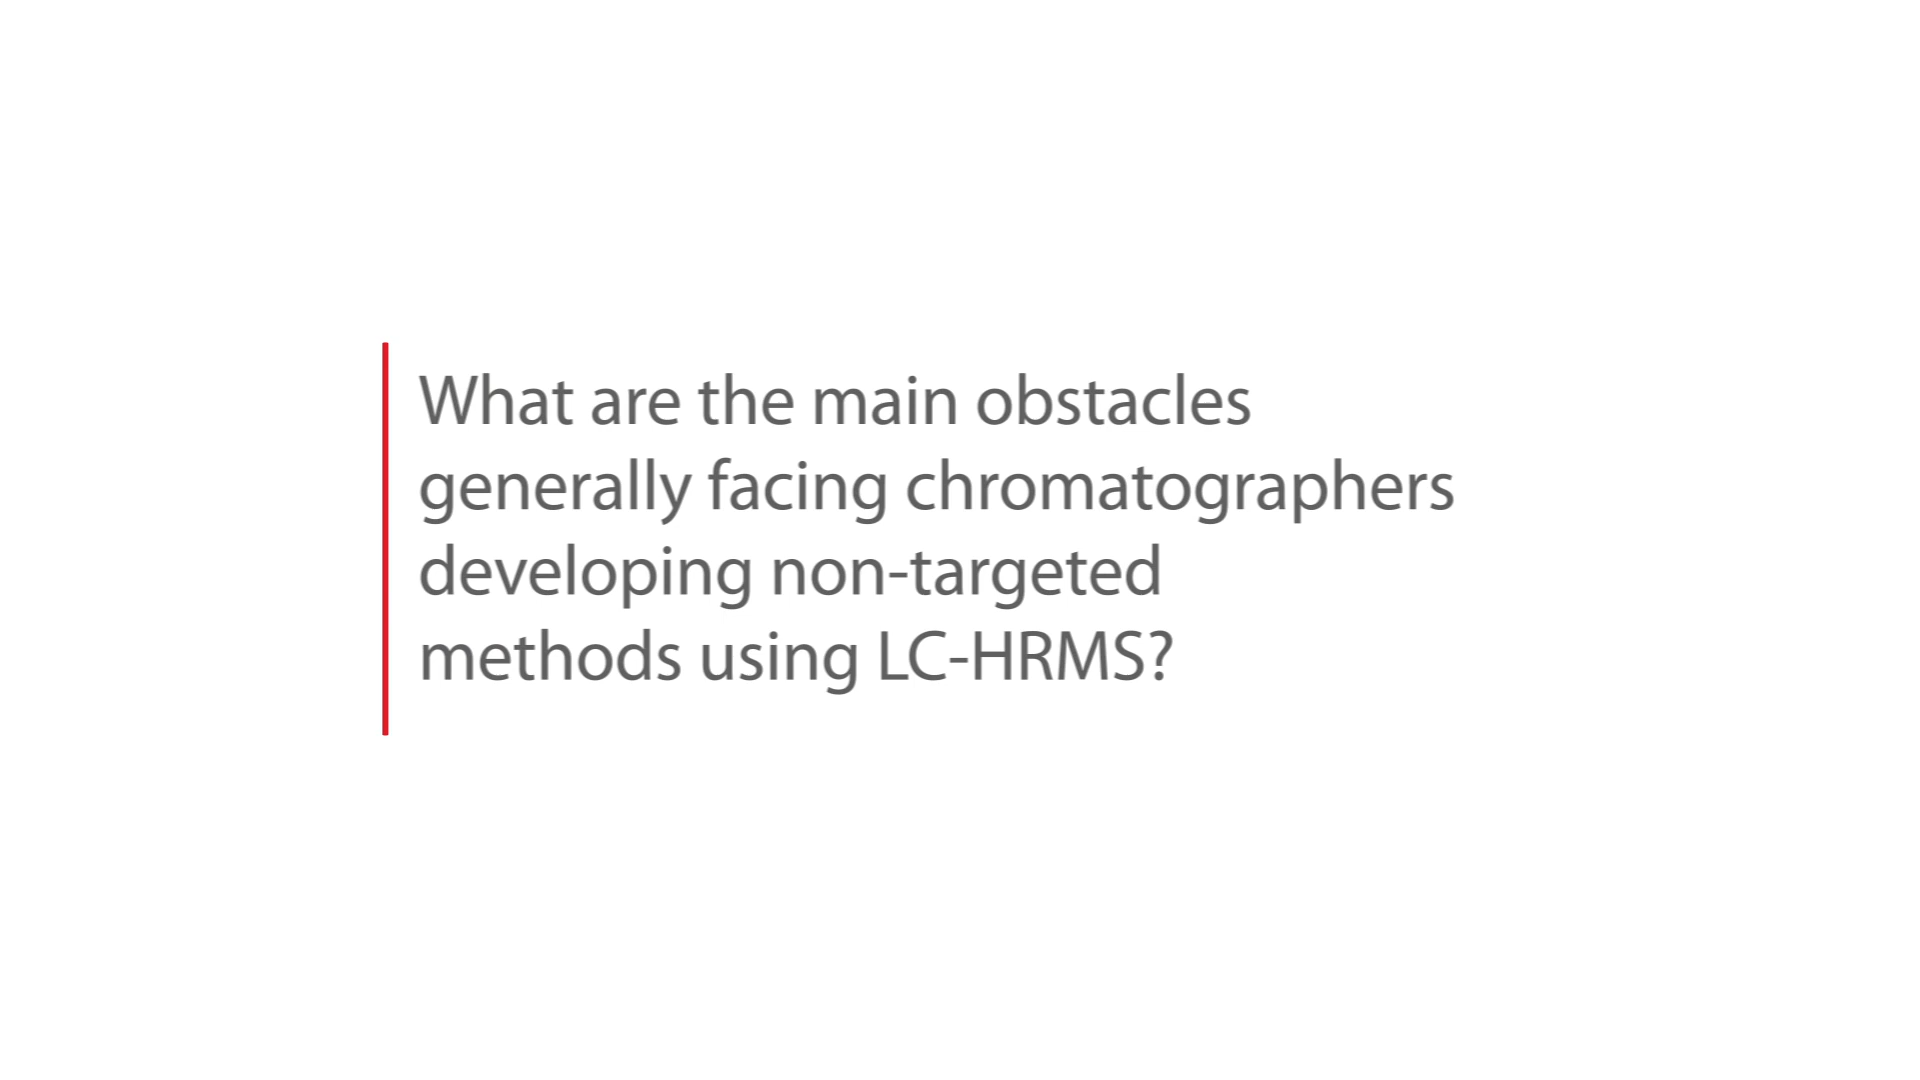 What are the main obstacles
generally facing chromatographers
developing non-targeted
methods using LC-HRMS?